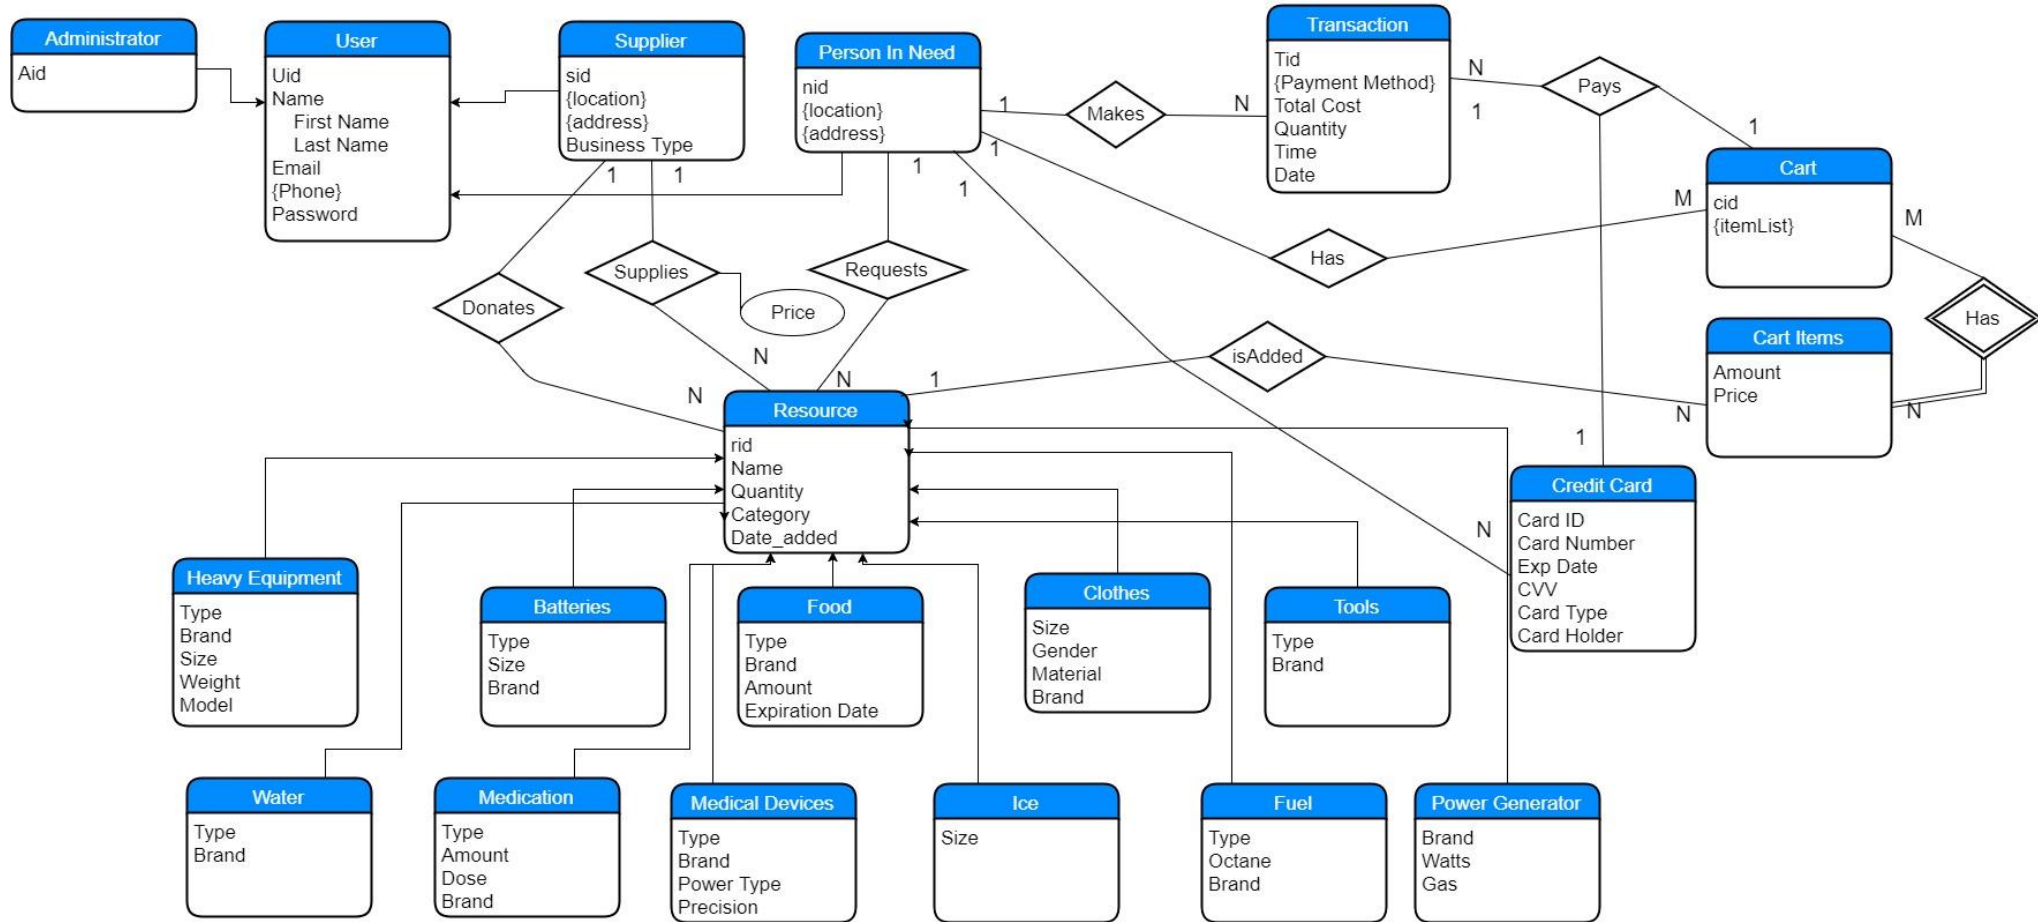 Administrator
Aid
User
Uid
Name
First Name
Last Name
Email
{Phone}
Password
Supplier
sid
{location}
{address}
Business Type
Person In Need
nid
{location}
{address}
Transaction
Tid
{Payment Method}
Total Cost
Quantity
Time
Date
1
Makes
N
N
1
Pays
1
Cart
cid
{itemList}
1
1
1
1
1
M
M
Has
Has
Donates
Supplies
Price
Requests
isAdded
Cart Items
Amount
Price
N
N
N
1
N
N
1
N
Resource
rid
Name
Quantity
Category
Date_added
Credit Card
Card ID
Card Number
Exp Date
CVV
Card Type
Card Holder
Heavy Equipment
Type
Brand
Size
Weight
Model
Batteries
Type
Size
Brand
Food
Type
Brand
Amount
Expiration Date
Clothes
Size
Gender
Material
Brand
Tools
Type
Brand
Water
Type
Brand
Medication
Type
Amount
Dose
Brand
Medical Devices
Type
Brand
Power Type
Precision
Ice
Size
Fuel
Type
Octane
Brand
Power Generator
Brand
Watts
Gas